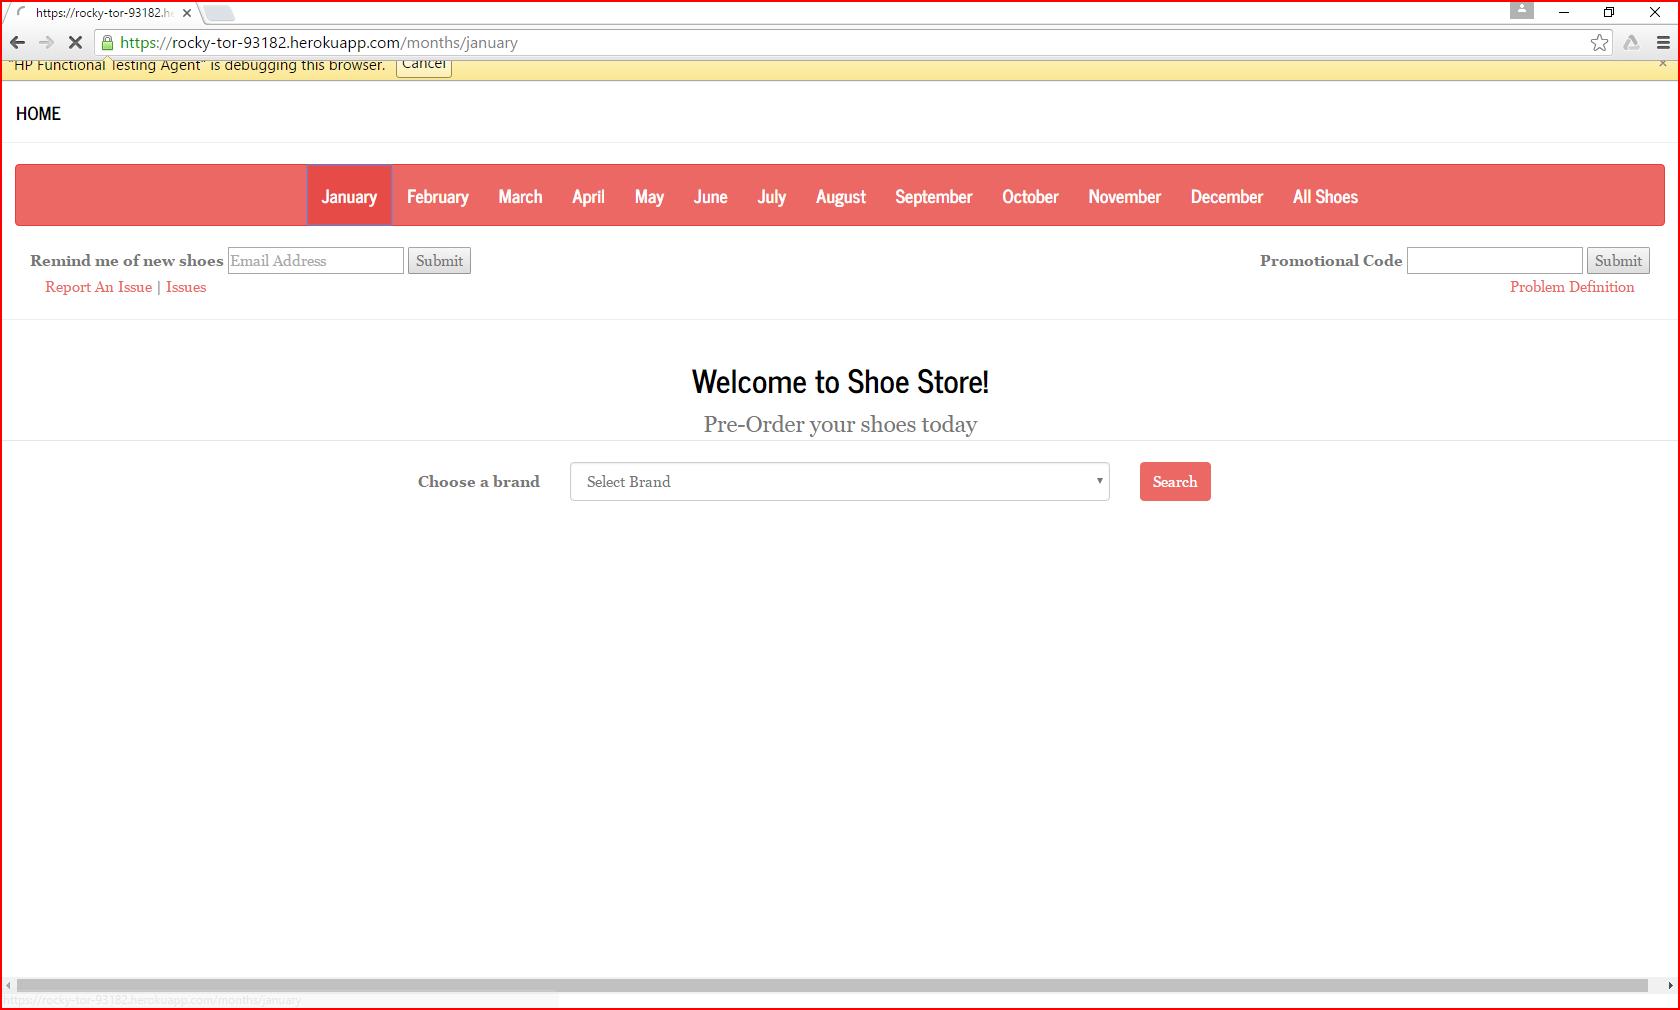 https://rocky-tor-93182.h
https://rocky-tor-93182.herokuapp.com/months/january
"HP Functional Testing Agent" is debugging this browser. Cancel
HOME
January February March April May June July August September October November December All Shoes
Remind me of new shoes Email Address Submit Promotional Code Submit
Report An Issue | Issues Problem Definition
Welcome to Shoe Store!
Pre-Order your shoes today
Choose a brand Select Brand Search
https://rocky-tor-93182.herokuapp.com/months/january